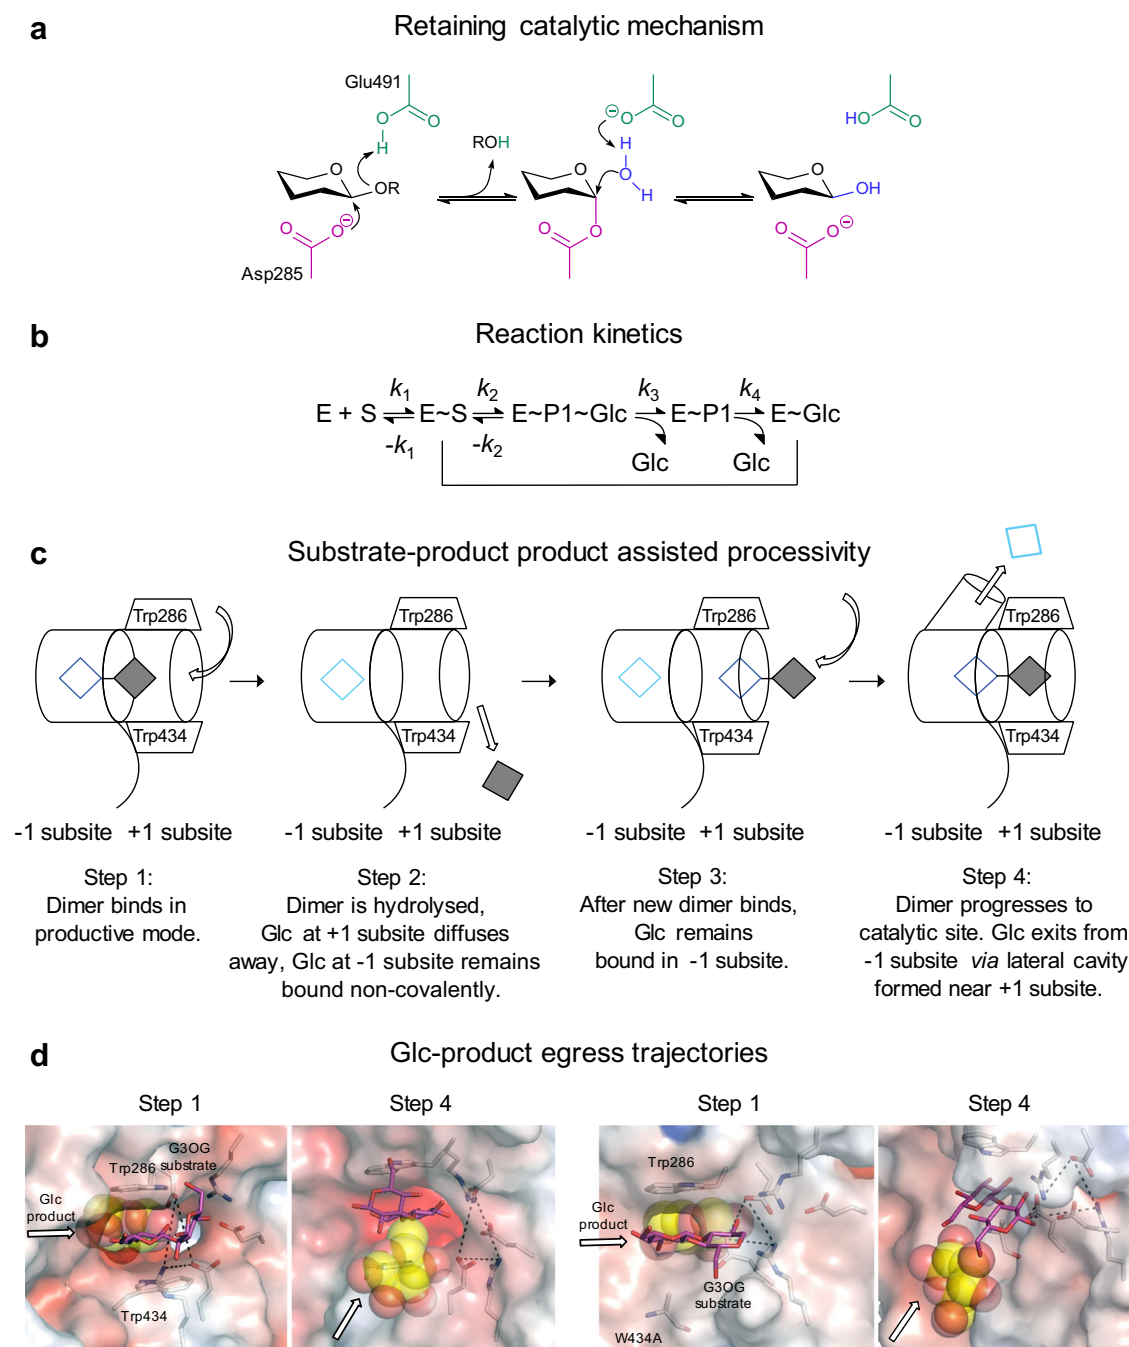 a
Retaining catalytic mechanism
Glu491
O
O
H
O
OR
O
O⊖
Asp285
ROH
⊖O
O
H
O
H
O
O
O
HO
O
O
OH
O
O⊖
b
Reaction kinetics
k1 k2 k3 k4
E + S E~S E~P1~Glc E~P1 E~Glc
-k1 -k2
Glc Glc
c
Substrate-product product assisted processivity
Trp286 Trp286 Trp286 Trp286
Trp434 Trp434 Trp434 Trp434
-1 subsite +1 subsite
-1 subsite +1 subsite
-1 subsite +1 subsite
-1 subsite +1 subsite
Step 1:
Dimer binds in
productive mode.
Step 2:
Dimer is hydrolysed,
Glc at +1 subsite diffuses
away, Glc at -1 subsite remains
bound non-covalently.
Step 3:
After new dimer binds,
Glc remains
bound in -1 subsite.
Step 4:
Dimer progresses to
catalytic site. Glc exits from
-1 subsite via lateral cavity
formed near +1 subsite.
d
Glc-product egress trajectories
Step 1
G3OG
substrate
Trp286
Glc
product
Trp434
Step 4
Step 1
Trp286
Glc
product
G3OG
substrate
W434A
Step 4